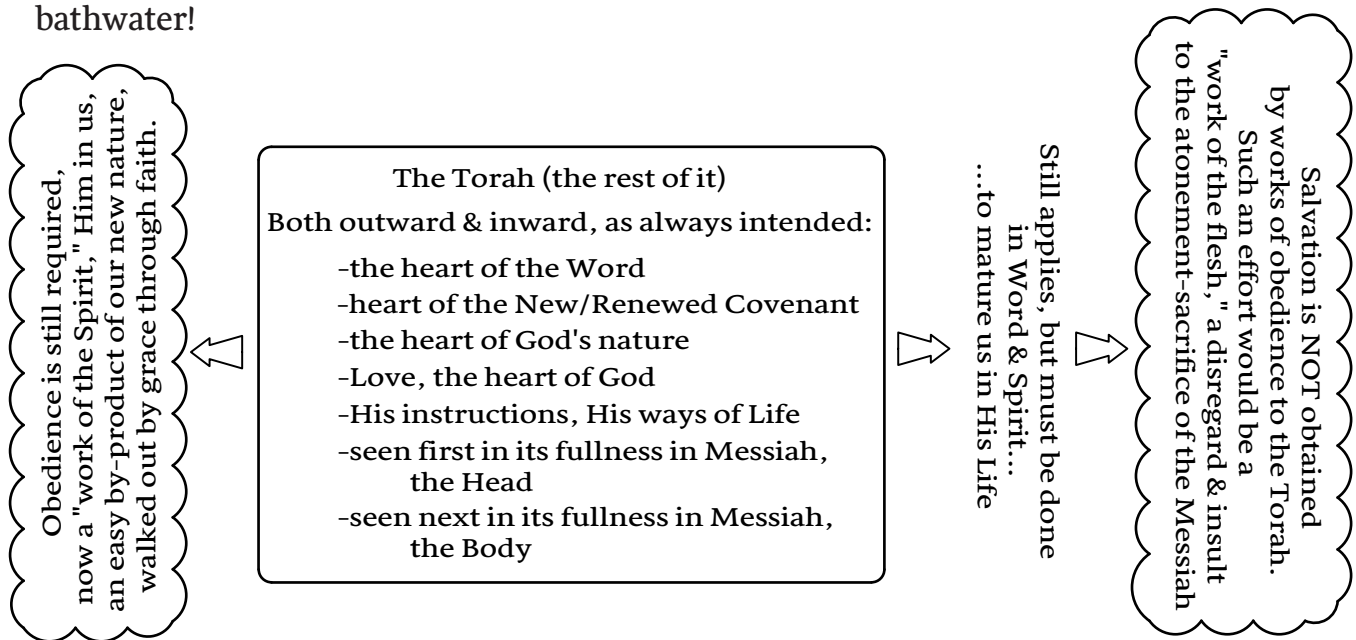 bathwater!
Obedience is still required,
now a "work of the Spirit," Him in us,
an easy by-product of our new nature,
walked out by grace through faith.
The Torah (the rest of it)
Both outward & inward, as always intended:
-the heart of the Word
-heart of the New/Renewed Covenant
-the heart of God's nature
-Love, the heart of God
-His instructions, His ways of Life
-seen first in its fullness in Messiah,
the Head
-seen next in its fullness in Messiah,
the Body
Still applies, but must be done
in Word & Spirit...
...to mature us in His Life
Salvation is NOT obtained
by works of obedience to the Torah.
Such an effort would be a
"work of the flesh," a disregard & insult
to the atonement-sacrifice of the Messiah